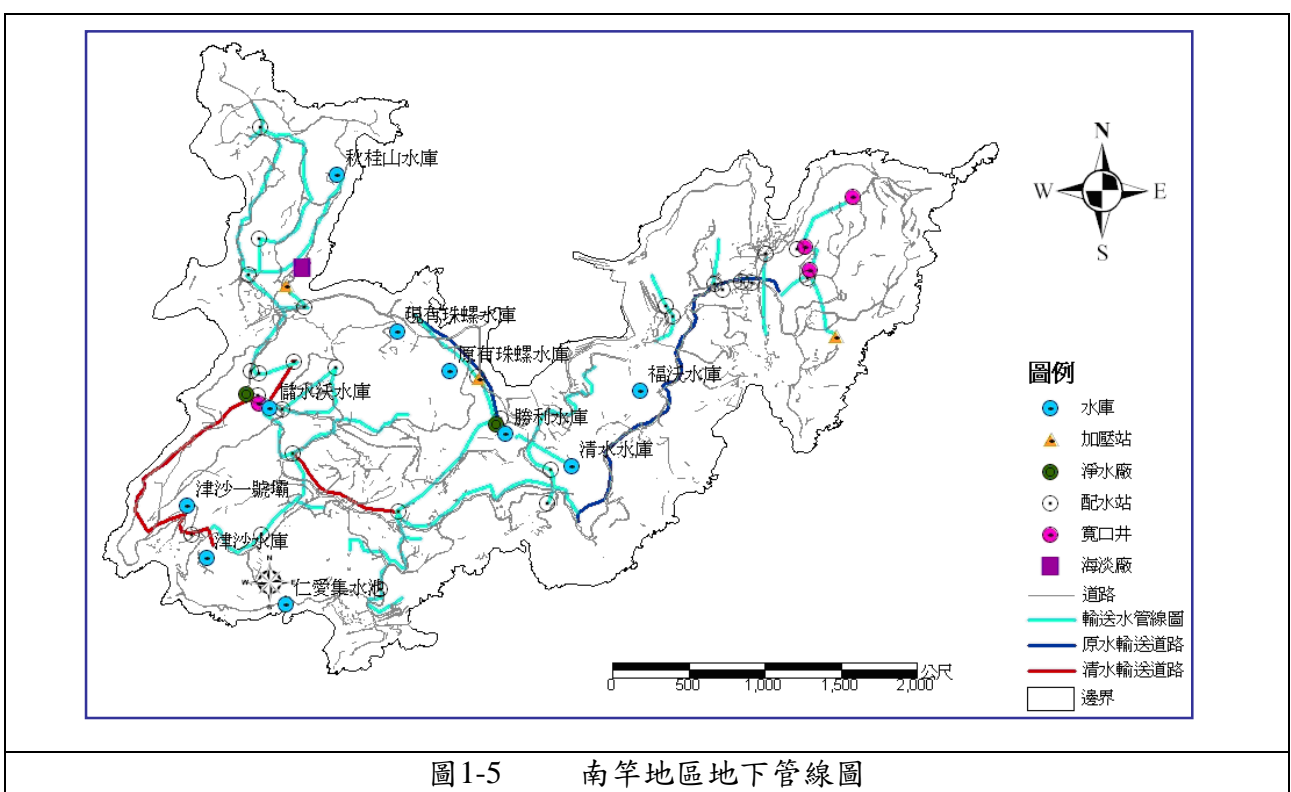 N
W
E
S
秋桂山水庫
現有珠螺水庫
原有珠螺水庫
福沃水庫
儲水沃水庫
勝利水庫
清水水庫
津沙一號壩
津沙水庫
仁愛集水池
N
W
E
圖例
水庫
加壓站
淨水廠
配水站
寬口井
海淡廠
道路
輸送水管線圖
原水輸送道路
清水輸送道路
邊界
公尺
0 500 1,000 1,500 2,000
圖1-5 南竿地區地下管線圖